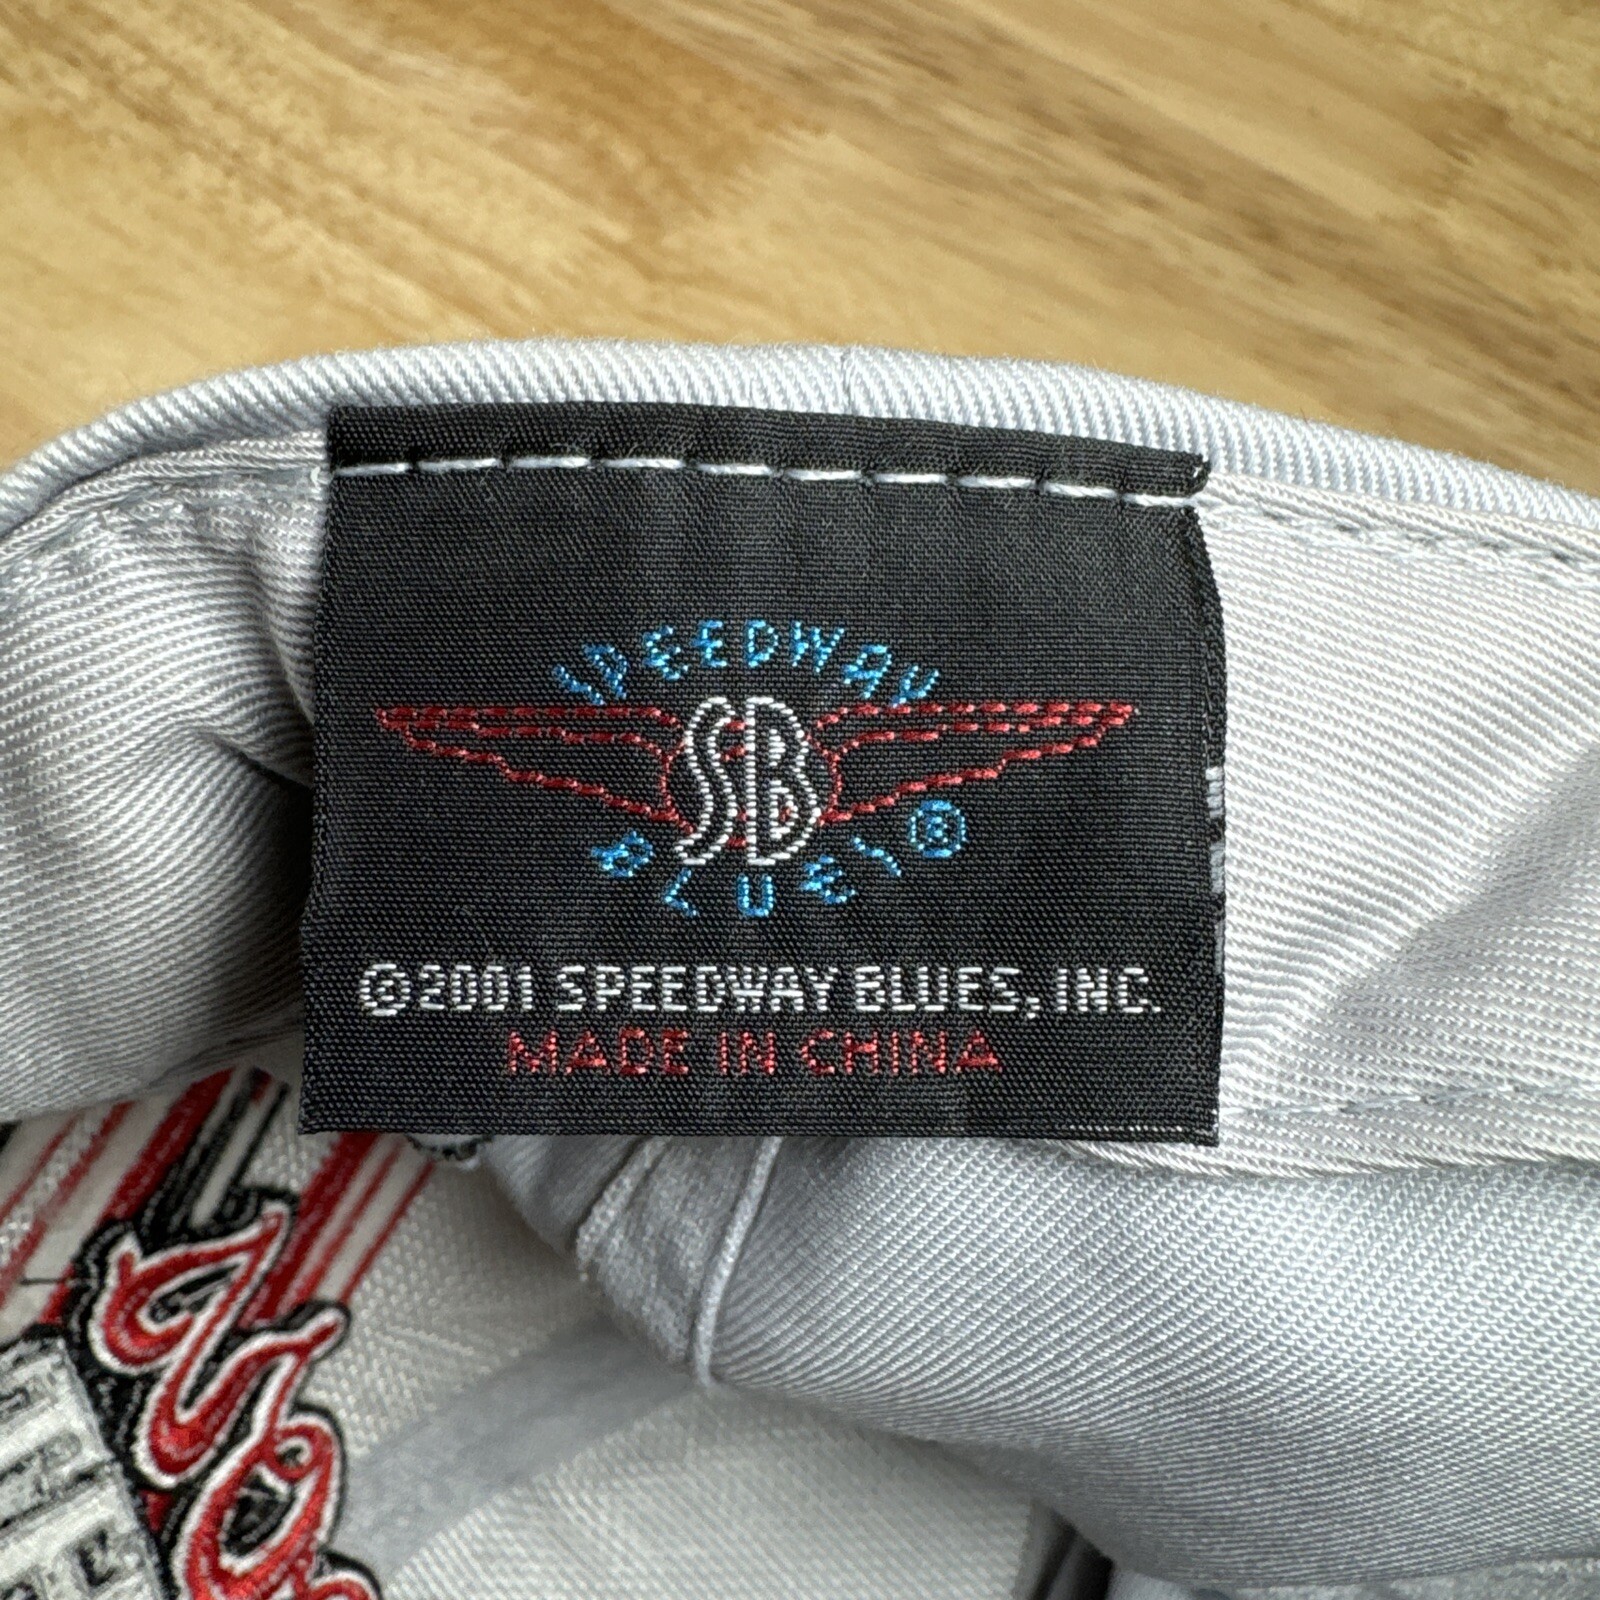 SPEEDWAY
SB
BLUES®
©2001 SPEEDWAY BLUES, INC.
MADE IN CHINA